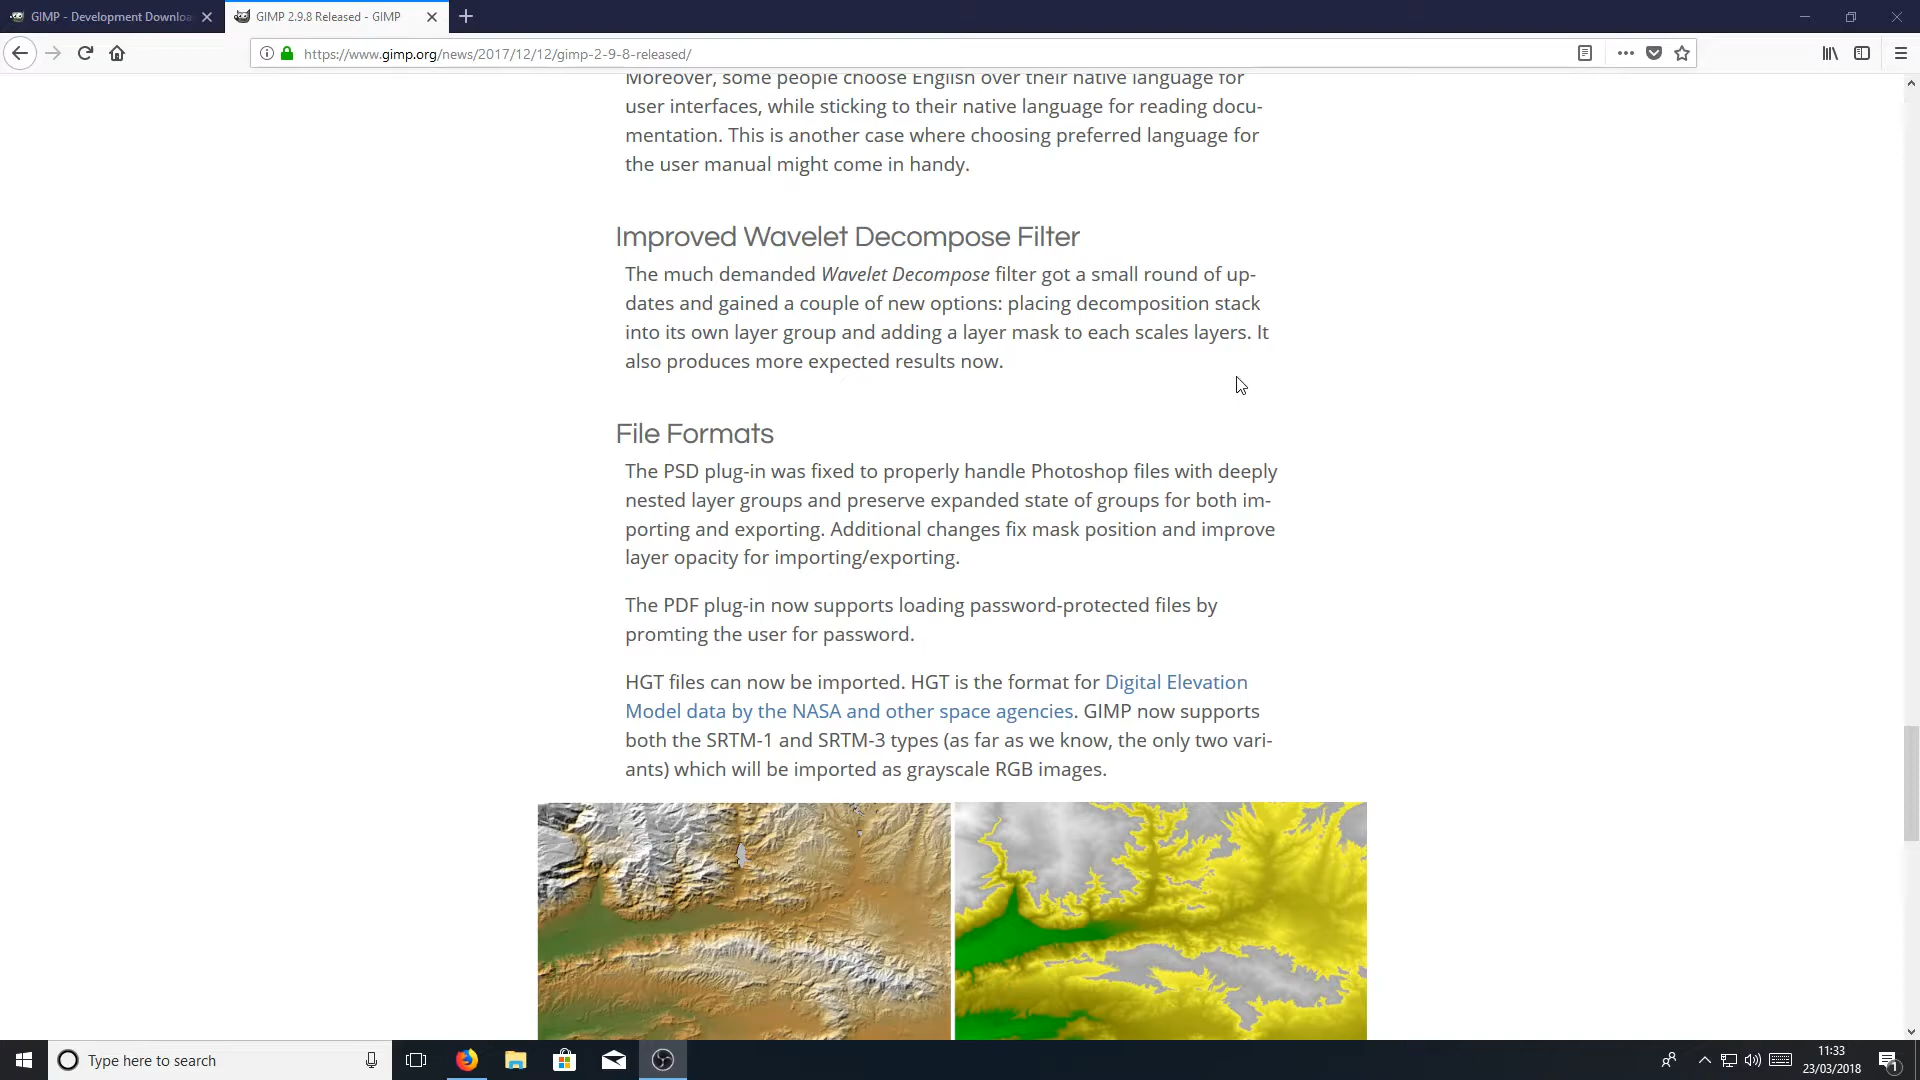 GIMP - Development Downloa
GIMP 2.9.8 Released - GIMP
https://www.gimp.org/news/2017/12/12/gimp-2-9-8-released/
Moreover, some people choose English over their native language for
user interfaces, while sticking to their native language for reading docu-
mentation. This is another case where choosing preferred language for
the user manual might come in handy.
Improved Wavelet Decompose Filter
The much demanded Wavelet Decompose filter got a small round of up-
dates and gained a couple of new options: placing decomposition stack
into its own layer group and adding a layer mask to each scales layers. It
also produces more expected results now.
File Formats
The PSD plug-in was fixed to properly handle Photoshop files with deeply
nested layer groups and preserve expanded state of groups for both im-
porting and exporting. Additional changes fix mask position and improve
layer opacity for importing/exporting.
The PDF plug-in now supports loading password-protected files by
promting the user for password.
HGT files can now be imported. HGT is the format for Digital Elevation
Model data by the NASA and other space agencies. GIMP now supports
both the SRTM-1 and SRTM-3 types (as far as we know, the only two vari-
ants) which will be imported as grayscale RGB images.
Type here to search
11:33
23/03/2018
1